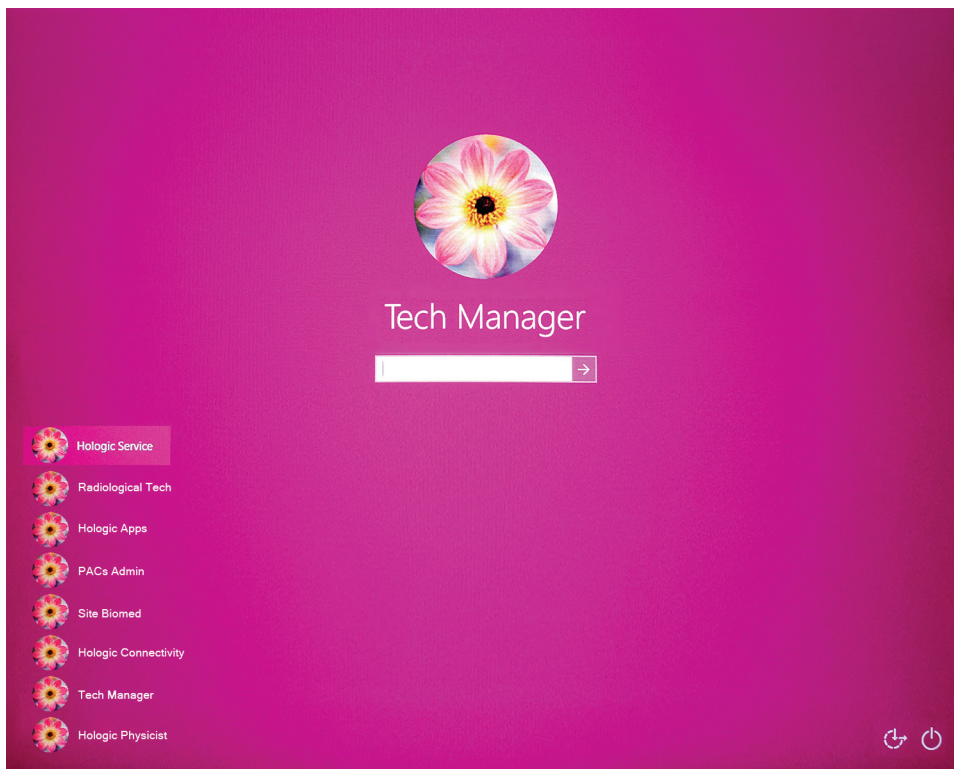 Tech Manager
Hologic Service
Radiological Tech
Hologic Apps
PACs Admin
Site Biomed
Hologic Connectivity
Tech Manager
Hologic Physicist